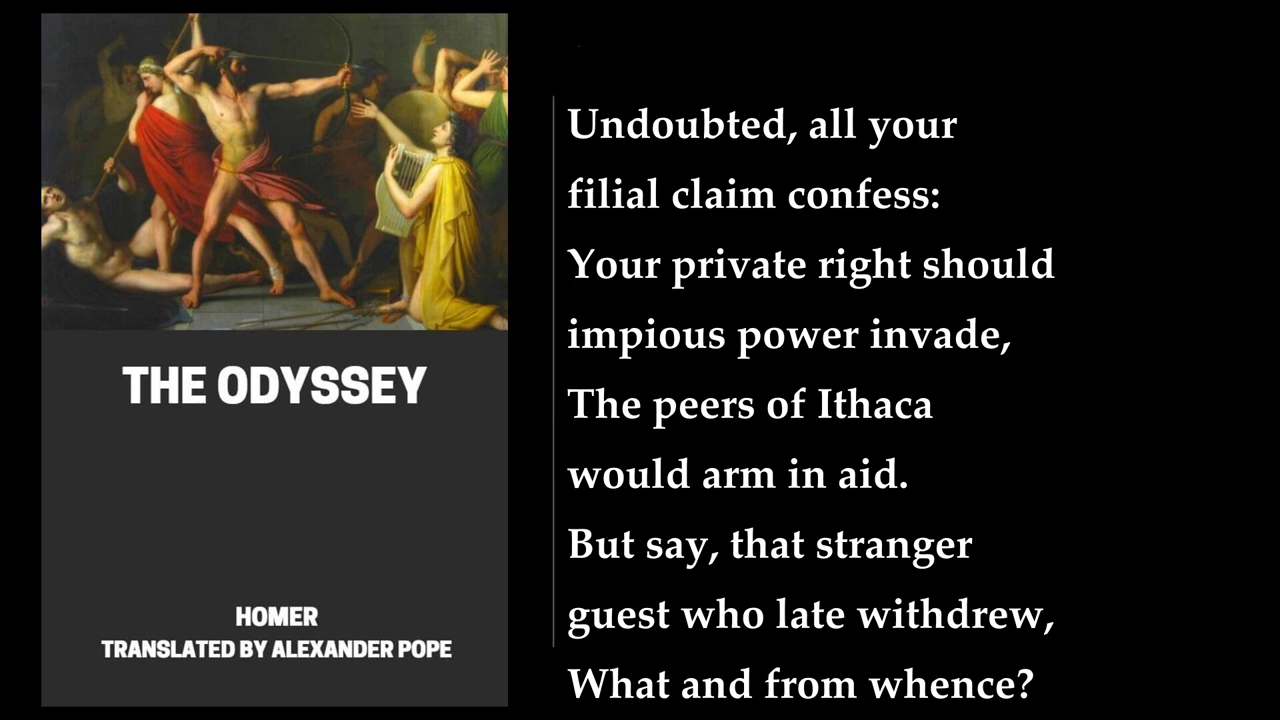 THE ODYSSEY
HOMER
TRANSLATED BY ALEXANDER POPE
Undoubted, all your
filial claim confess:
Your private right should
impious power invade,
The peers of Ithaca
would arm in aid.
But say, that stranger
guest who late withdrew,
What and from whence?